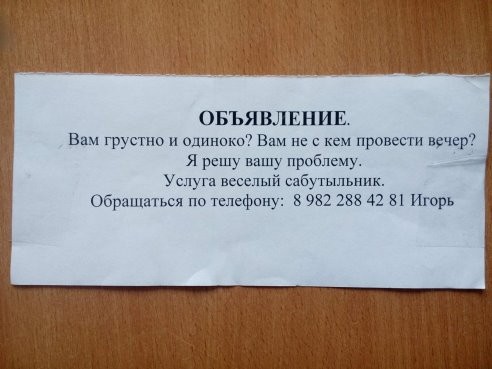 ОБЪЯВЛЕНИЕ.
Вам грустно и одиноко? Вам не с кем провести вечер?
Я решу вашу проблему.
Услуга веселый сабутыльник.
Обращаться по телефону:  8 982 288 42 81 Игорь